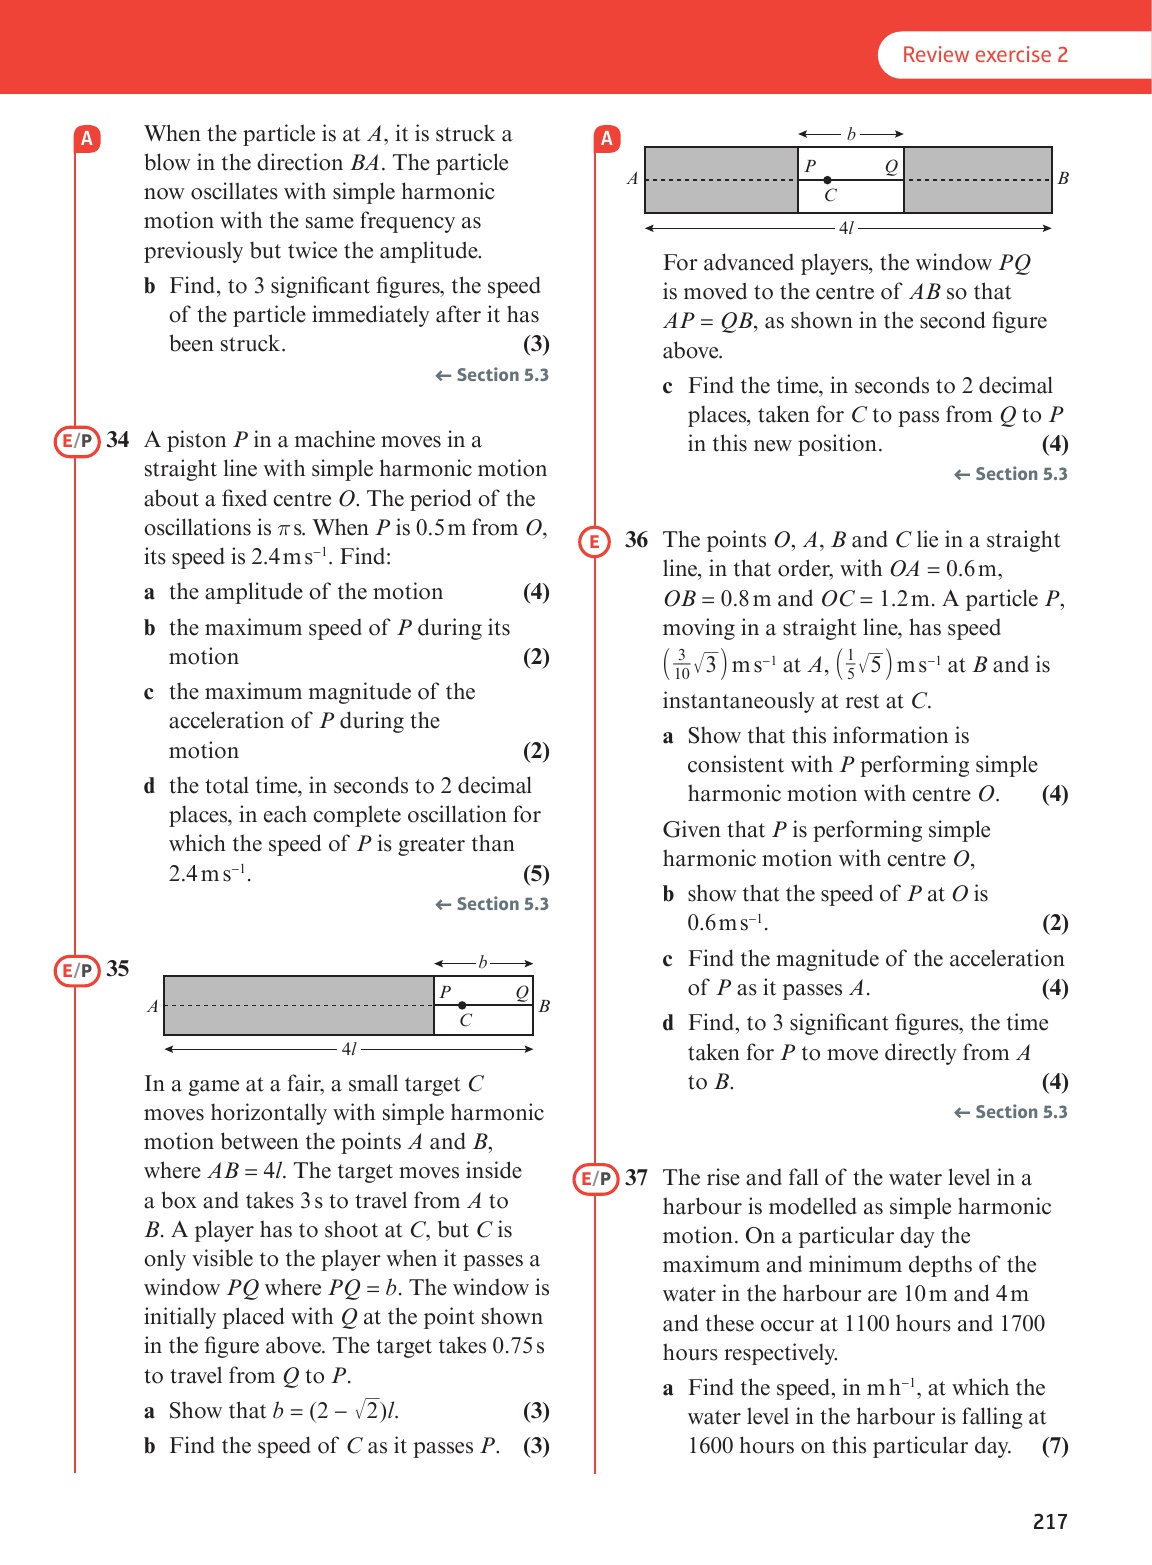 Review exercise 2
A
When the particle is at A, it is struck a
blow in the direction BA. The particle
now oscillates with simple harmonic
motion with the same frequency as
previously but twice the amplitude.
b Find, to 3 significant figures, the speed
of the particle immediately after it has
been struck. (3)
← Section 5.3
E/P 34 A piston P in a machine moves in a
straight line with simple harmonic motion
about a fixed centre O. The period of the
oscillations is π s. When P is 0.5 m from O,
its speed is 2.4 m s⁻¹. Find:
a the amplitude of the motion (4)
b the maximum speed of P during its
motion (2)
c the maximum magnitude of the
acceleration of P during the
motion (2)
d the total time, in seconds to 2 decimal
places, in each complete oscillation for
which the speed of P is greater than
2.4 m s⁻¹. (5)
← Section 5.3
E/P 35
b
P Q
A B
C
4l
In a game at a fair, a small target C
moves horizontally with simple harmonic
motion between the points A and B,
where AB = 4l. The target moves inside
a box and takes 3 s to travel from A to
B. A player has to shoot at C, but C is
only visible to the player when it passes a
window PQ where PQ = b. The window is
initially placed with Q at the point shown
in the figure above. The target takes 0.75 s
to travel from Q to P.
a Show that b = (2 − √2)l. (3)
b Find the speed of C as it passes P. (3)
A
b
P Q
A B
C
4l
For advanced players, the window PQ
is moved to the centre of AB so that
AP = QB, as shown in the second figure
above.
c Find the time, in seconds to 2 decimal
places, taken for C to pass from Q to P
in this new position. (4)
← Section 5.3
E 36 The points O, A, B and C lie in a straight
line, in that order, with OA = 0.6 m,
OB = 0.8 m and OC = 1.2 m. A particle P,
moving in a straight line, has speed
(3/10 √3) m s⁻¹ at A, (1/5 √5) m s⁻¹ at B and is
instantaneously at rest at C.
a Show that this information is
consistent with P performing simple
harmonic motion with centre O. (4)
Given that P is performing simple
harmonic motion with centre O,
b show that the speed of P at O is
0.6 m s⁻¹. (2)
c Find the magnitude of the acceleration
of P as it passes A. (4)
d Find, to 3 significant figures, the time
taken for P to move directly from A
to B. (4)
← Section 5.3
E/P 37 The rise and fall of the water level in a
harbour is modelled as simple harmonic
motion. On a particular day the
maximum and minimum depths of the
water in the harbour are 10 m and 4 m
and these occur at 1100 hours and 1700
hours respectively.
a Find the speed, in m h⁻¹, at which the
water level in the harbour is falling at
1600 hours on this particular day. (7)
217